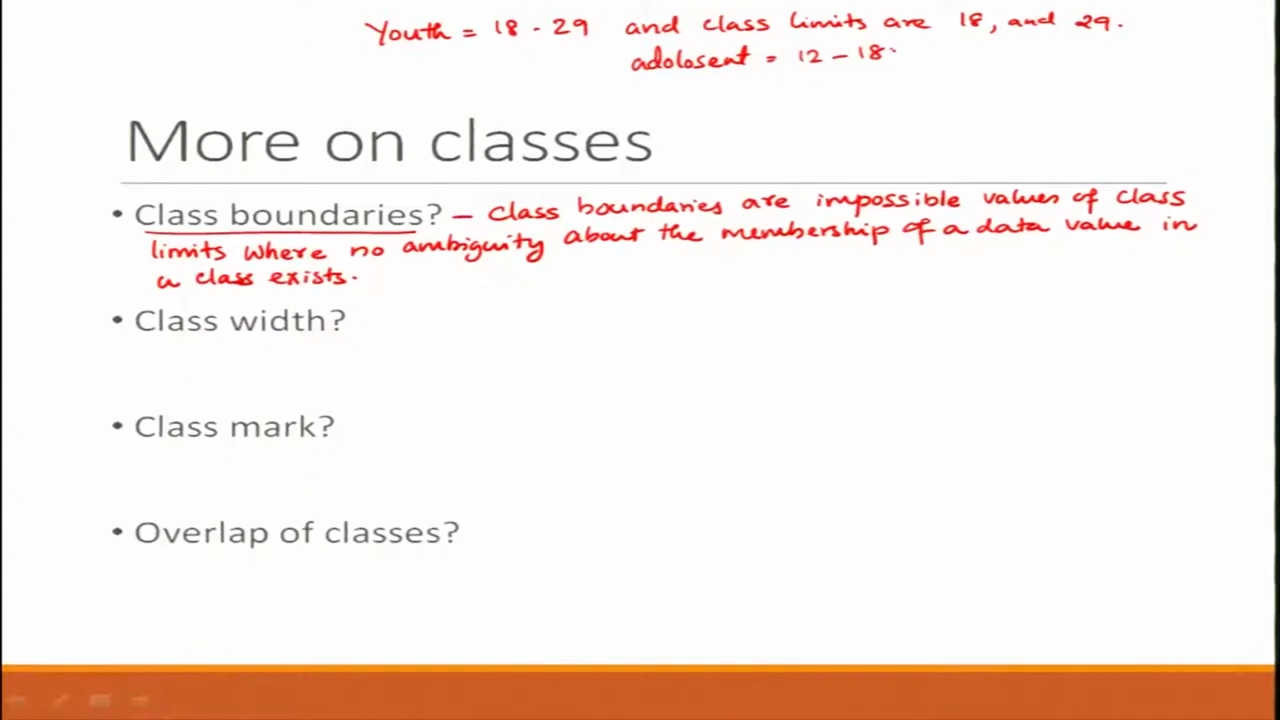 Youth = 18 - 29 and class limits are 18, and 29.
adolosent = 12 - 18.
More on classes
• Class boundaries? – Class boundaries are impossible values of class
limits where no ambiguity about the membership of a data value in
a class exists.
• Class width?
• Class mark?
• Overlap of classes?